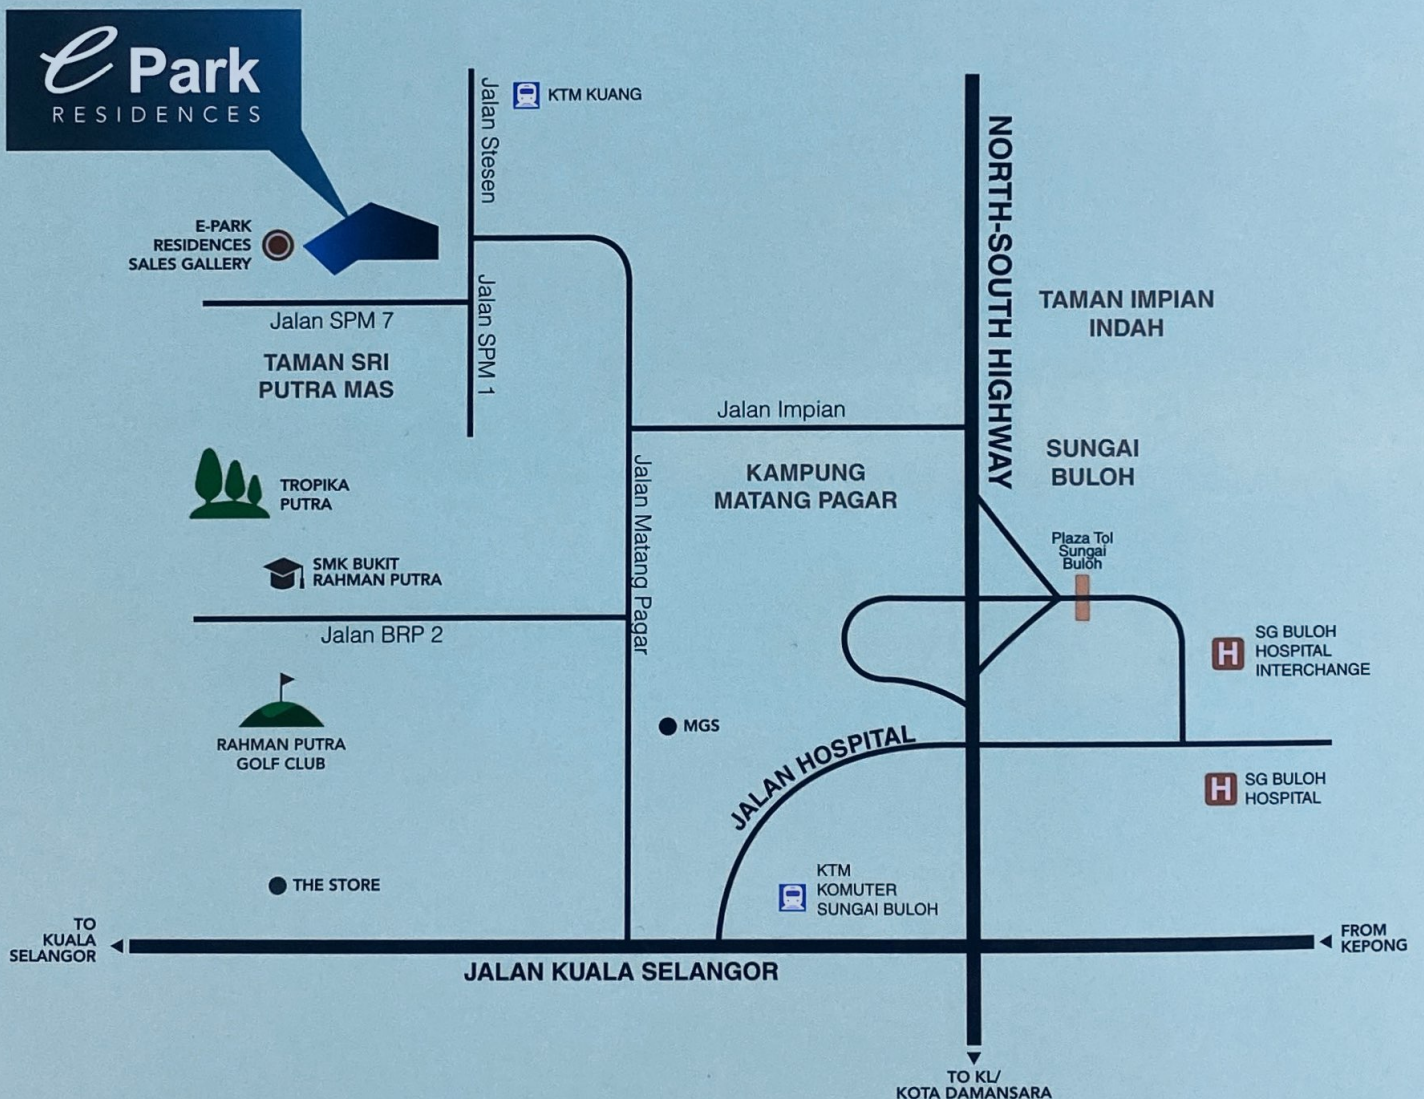 e Park
RESIDENCES
Jalan Stesen
KTM KUANG
NORTH-SOUTH HIGHWAY
E-PARK
RESIDENCES
SALES GALLERY
Jalan SPM 7
Jalan SPM 1
TAMAN SRI
PUTRA MAS
TAMAN IMPIAN
INDAH
Jalan Impian
KAMPUNG
MATANG PAGAR
SUNGAI
BULOH
TROPIKA
PUTRA
Jalan Matang Pagar
Plaza Tol
Sungai
Buloh
SMK BUKIT
RAHMAN PUTRA
Jalan BRP 2
SG BULOH
HOSPITAL
INTERCHANGE
H
RAHMAN PUTRA
GOLF CLUB
MGS
JALAN HOSPITAL
H
SG BULOH
HOSPITAL
THE STORE
KTM
KOMUTER
SUNGAI BULOH
TO
KUALA
SELANGOR
JALAN KUALA SELANGOR
FROM
KEPONG
TO KL/
KOTA DAMANSARA